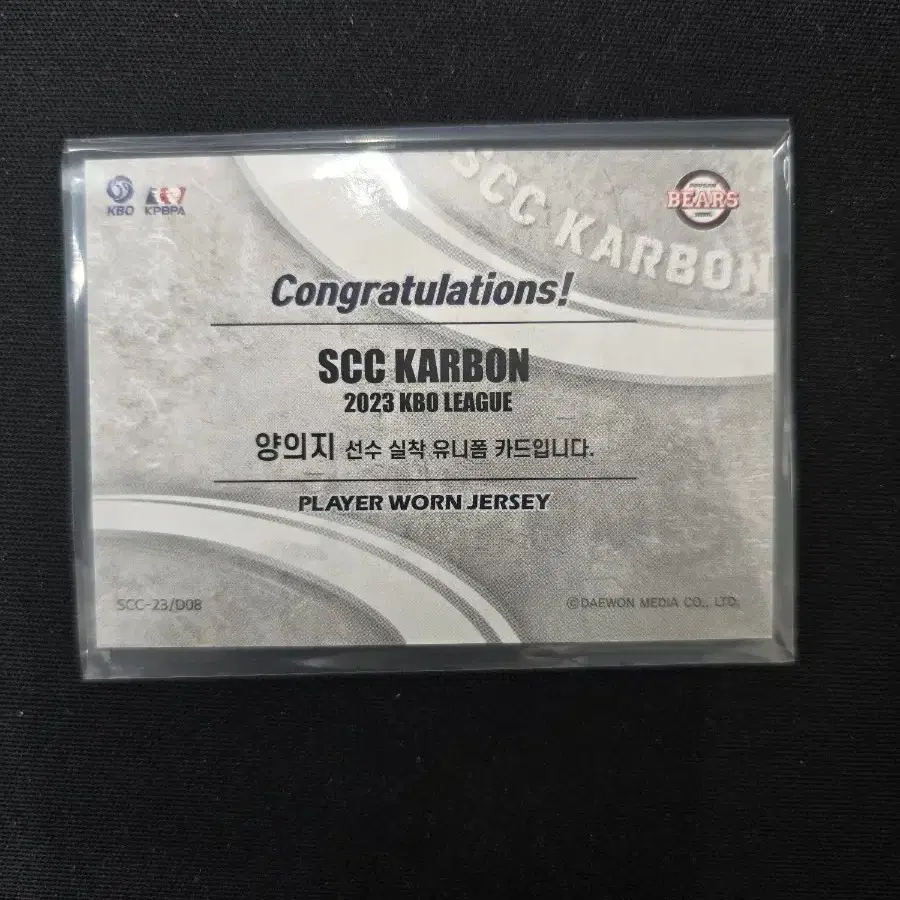 KBO KPBPA
BEARS
SCC KARBON
Congratulations!
SCC KARBON
2023 KBO LEAGUE
양의지 선수 실착 유니폼 카드입니다.
PLAYER WORN JERSEY
SCC-23/D08
©DAEWON MEDIA CO., LTD.